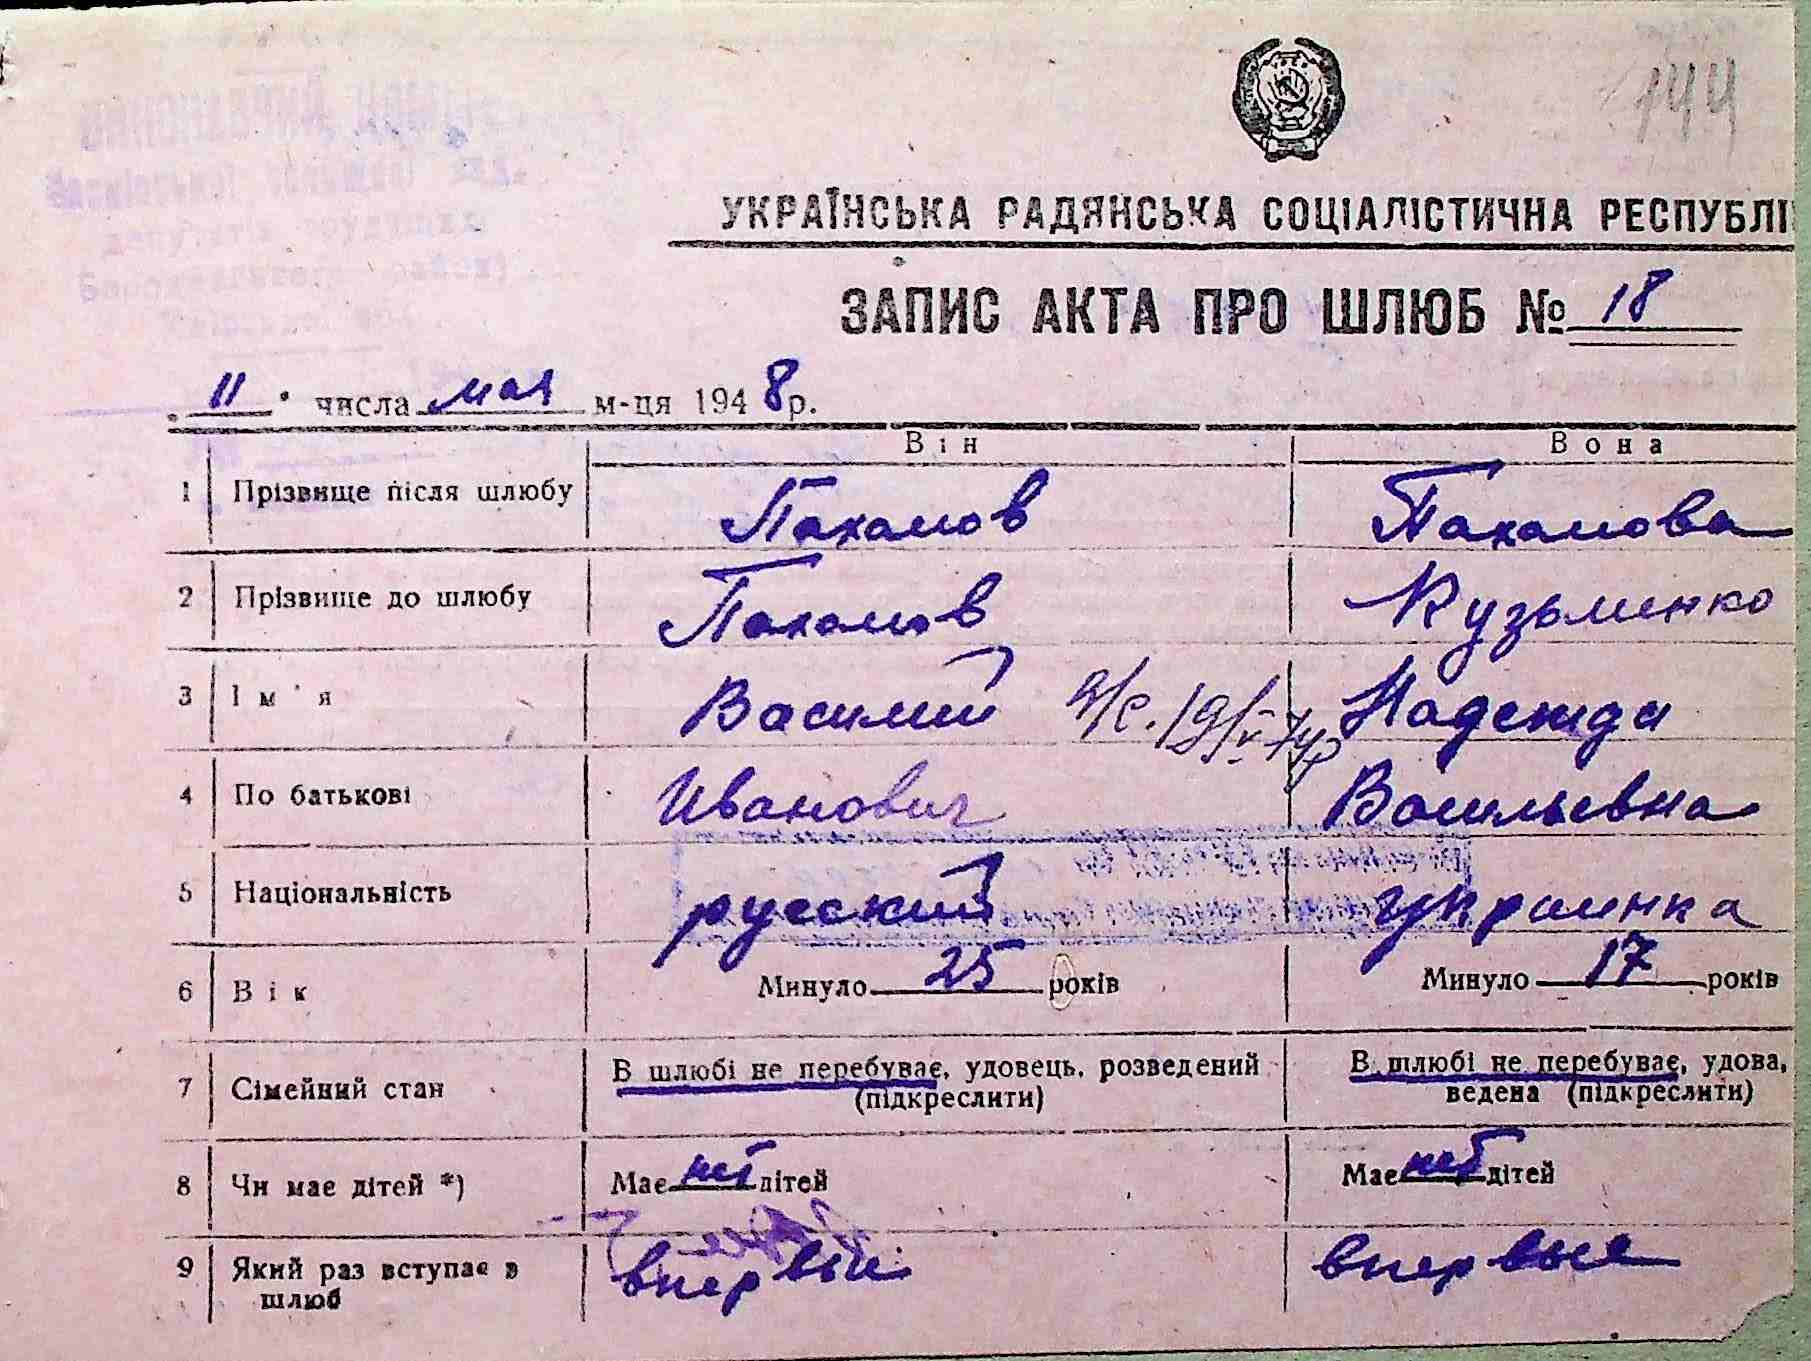 144
УКРАЇНСЬКА РАДЯНСЬКА СОЦІАЛІСТИЧНА РЕСПУБЛІ
ЗАПИС АКТА ПРО ШЛЮБ № 18
„11" числа мая м-ця 1948 р.
Він Вона
1 Прізвище після шлюбу Пахамов Пахамова
2 Прізвище до шлюбу Пахамов Кузьминко
3 Ім'я Василий Надежда
4 По батькові Иванович Васильевна
5 Національність русский украинка
6 Вік Минуло 25 років Минуло 17 років
7 Сімейний стан В шлюбі не перебуває, удовець, розведений (підкреслити) В шлюбі не перебуває, удова, ведена (підкреслити)
8 Чи має дітей *) Має нет дітей Має нет дітей
9 Який раз вступає в шлюб впервые впервые